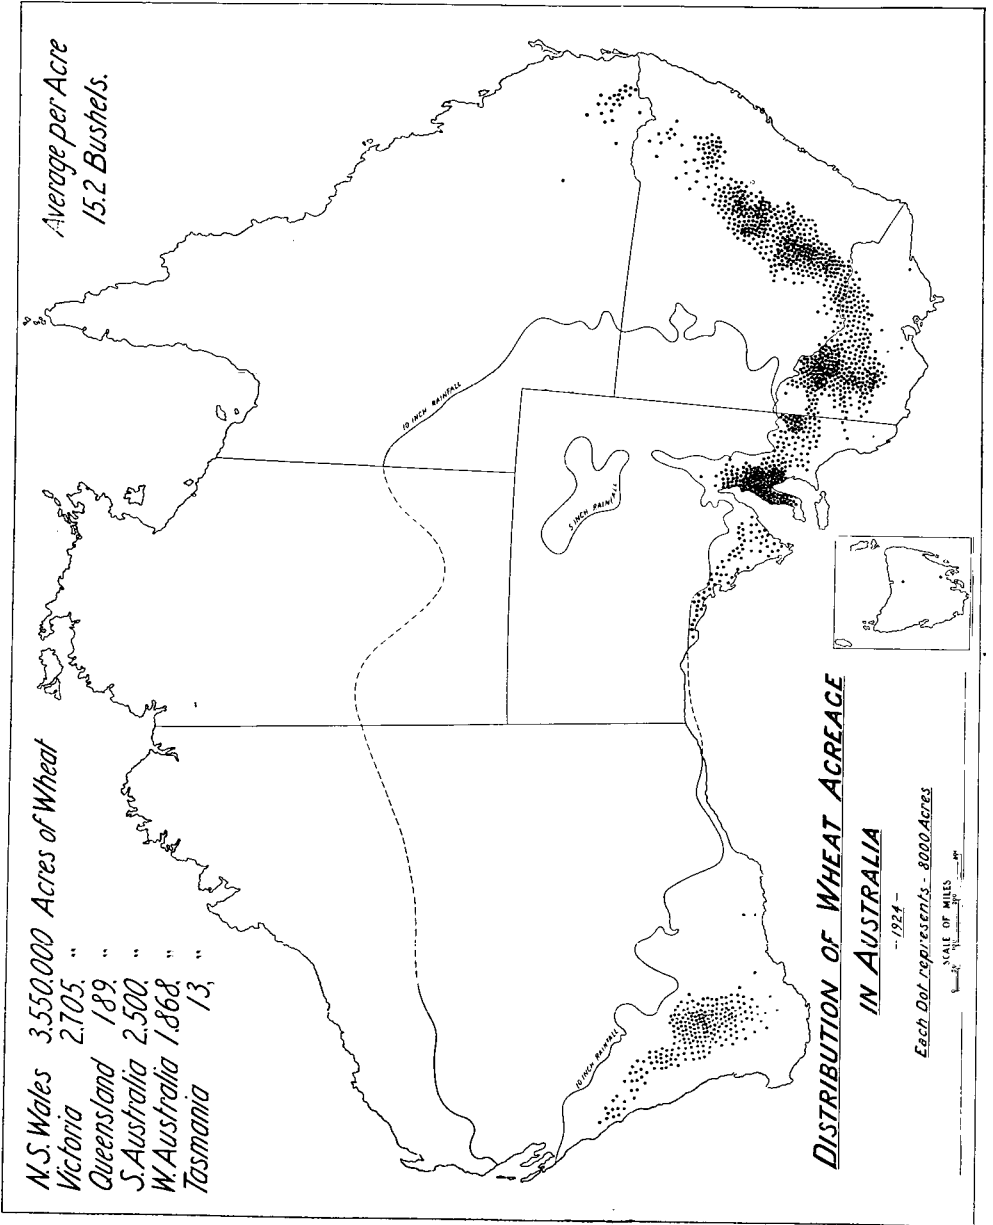 N.S. Wales 3.550.000 Acres of Wheat
Victoria 2.705. "
Queensland 189. "
S. Australia 2.500. "
W. Australia 1.868. "
Tasmania 13, "
Average per Acre
15.2 Bushels.
10 INCH RAINFALL
5 INCH RAINFALL
10 INCH RAINFALL
DISTRIBUTION OF WHEAT ACREAGE
IN AUSTRALIA
- 1924 -
Each Dot represents - 8000 Acres
SCALE OF MILES